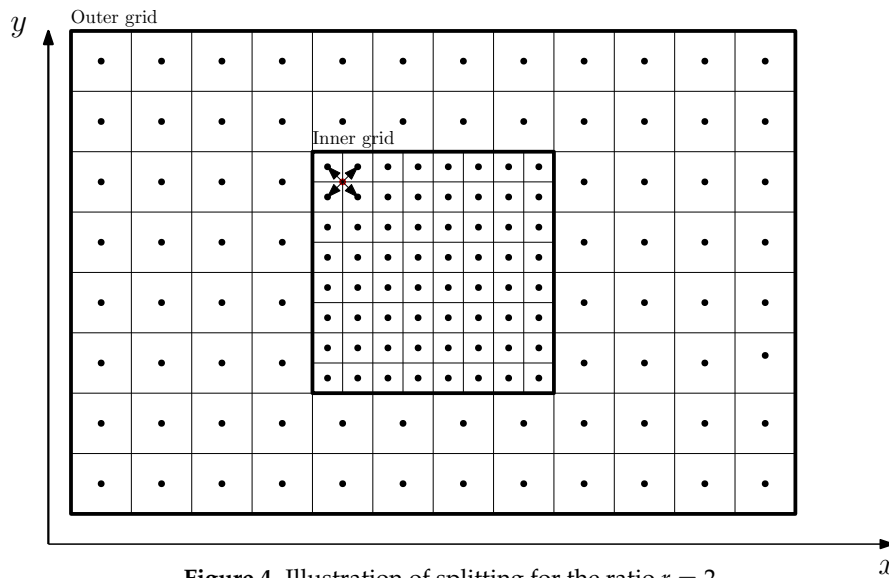 y
Outer grid
Inner grid
x
Figure 4. Illustration of splitting for the ratio r = 2